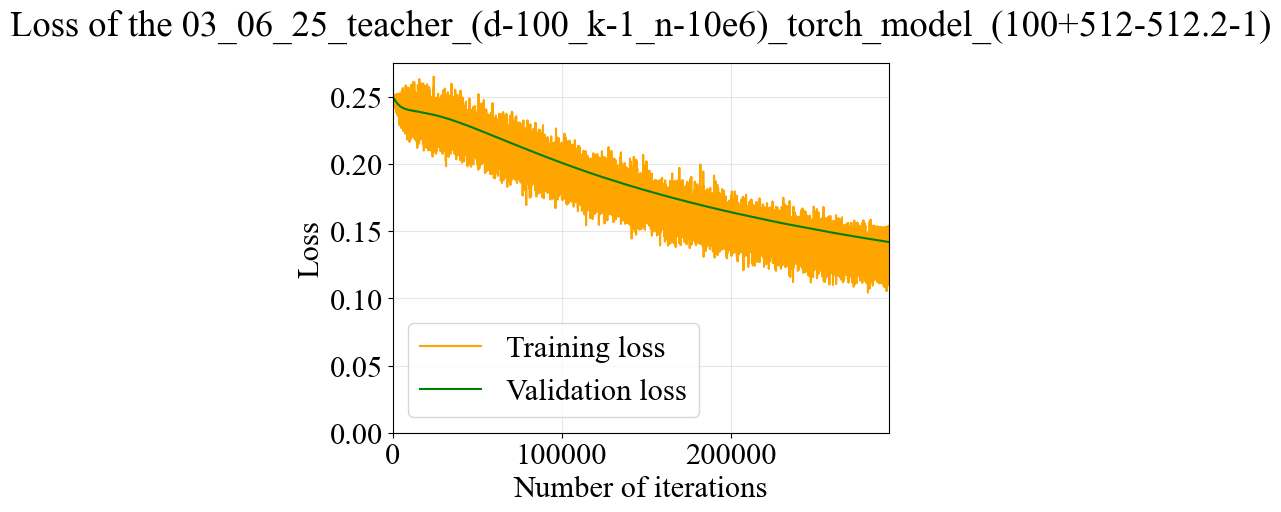 Loss of the 03_06_25_teacher_(d-100_k-1_n-10e6)_torch_model_(100+512-512.2-1)
0.25
0.20
0.15
0.10
0.05
0.00
Loss
Training loss
Validation loss
0 100000 200000
Number of iterations